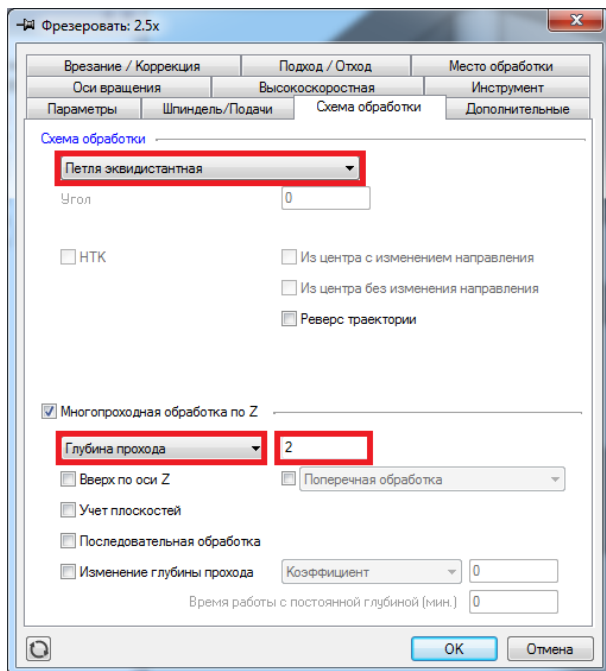 Фрезеровать: 2.5x
Врезание / Коррекция Подход / Отход Место обработки
Оси вращения Высокоскоростная Инструмент
Параметры Шпиндель/Подачи Схема обработки Дополнительные
Схема обработки
Петля эквидистантная
Угол 0
НТК Из центра с изменением направления
Из центра без изменения направления
Реверс траектории
Многопроходная обработка по Z
Глубина прохода 2
Вверх по оси Z Поперечная обработка
Учет плоскостей
Последовательная обработка
Изменение глубины прохода Коэффициент 0
Время работы с постоянной глубиной (мин.) 0
OK Отмена